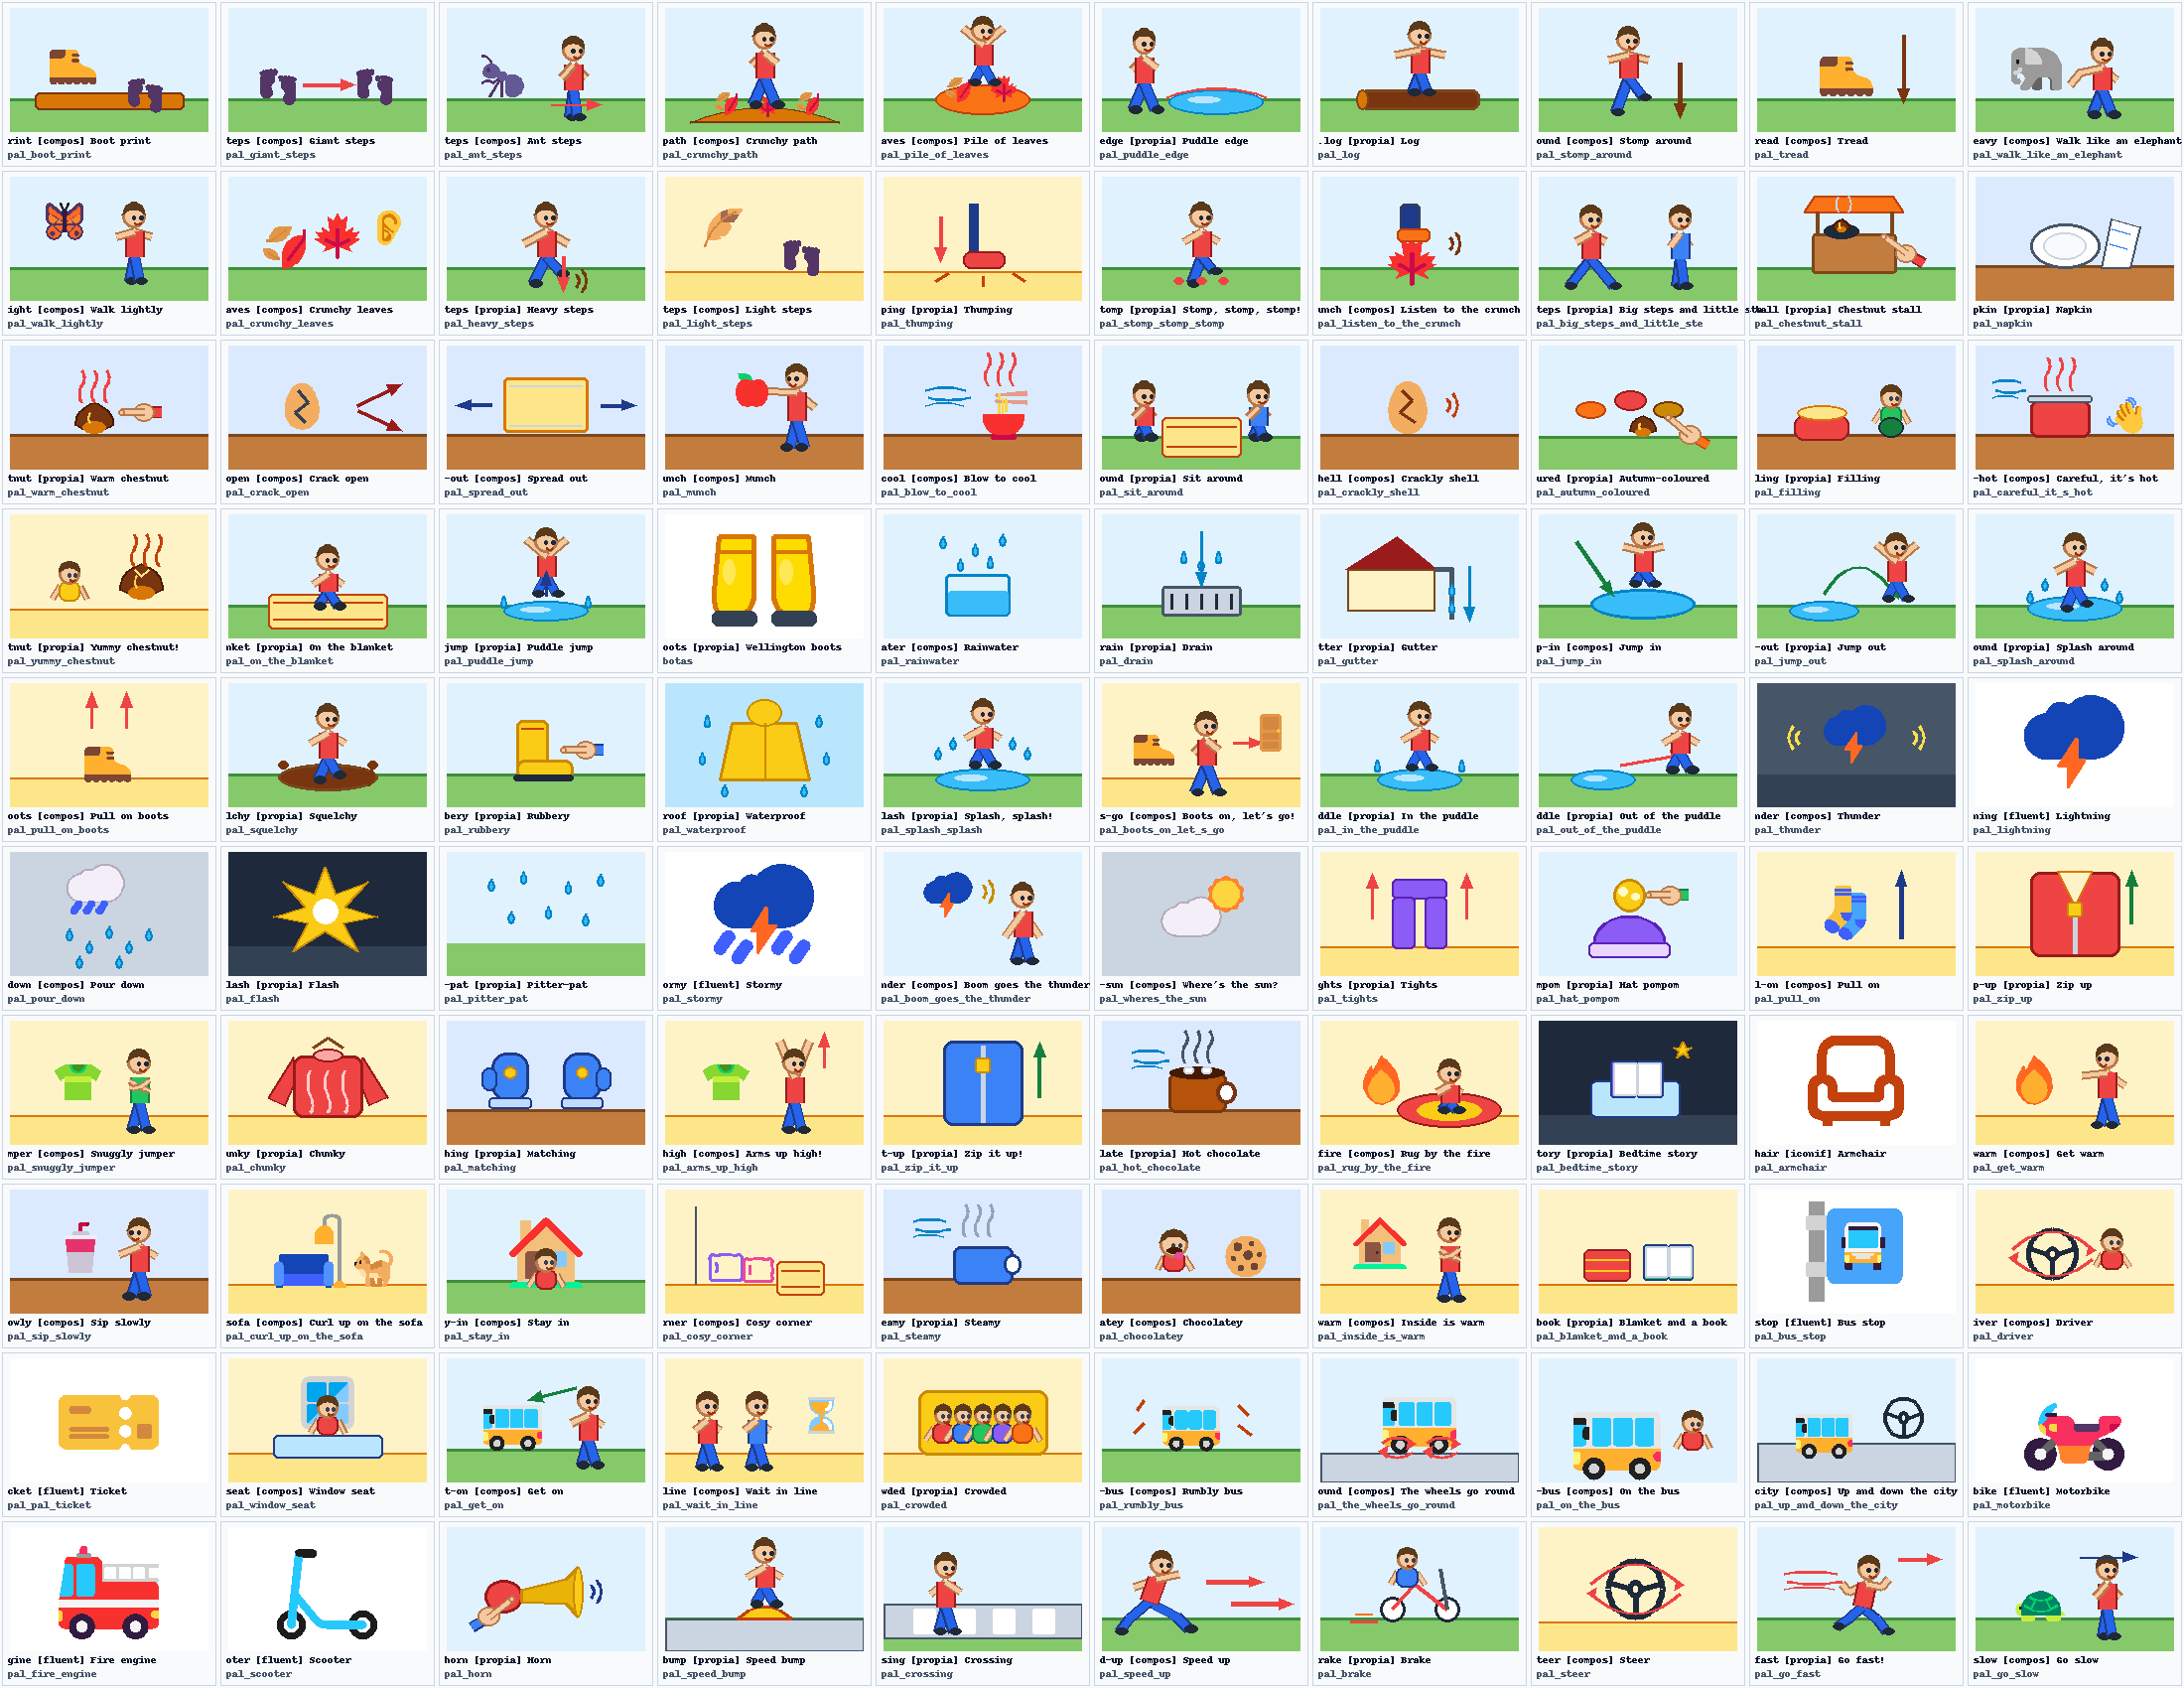 rint [compos] Boot print
pal_boot_print
teps [compos] Giant steps
pal_giant_steps
teps [compos] Ant steps
pal_ant_steps
path [compos] Crunchy path
pal_crunchy_path
aves [compos] Pile of leaves
pal_pile_of_leaves
edge [propia] Puddle edge
pal_puddle_edge
.log [propia] Log
pal_log
ound [compos] Stomp around
pal_stomp_around
read [compos] Tread
pal_tread
eavy [compos] Walk like an elephant
pal_walk_like_an_elephant
ight [compos] Walk lightly
pal_walk_lightly
aves [compos] Crunchy leaves
pal_crunchy_leaves
teps [propia] Heavy steps
pal_heavy_steps
teps [compos] Light steps
pal_light_steps
ping [propia] Thumping
pal_thumping
tomp [propia] Stomp, stomp, stomp!
pal_stomp_stomp_stomp
unch [compos] Listen to the crunch
pal_listen_to_the_crunch
teps [propia] Big steps and little
pal_big_steps_and_little_ste
[propia] Chestnut stall
pal_chestnut_stall
pkin [propia] Napkin
pal_napkin
tnut [propia] Warm chestnut
pal_warm_chestnut
open [compos] Crack open
pal_crack_open
-out [compos] Spread out
pal_spread_out
unch [compos] Munch
pal_munch
cool [compos] Blow to cool
pal_blow_to_cool
ound [propia] Sit around
pal_sit_around
hell [compos] Crackly shell
pal_crackly_shell
ured [propia] Autumn-coloured
pal_autumn_coloured
ling [propia] Filling
pal_filling
-hot [compos] Careful, it's hot
pal_careful_it_s_hot
tnut [propia] Yummy chestnut!
pal_yummy_chestnut
nket [propia] On the blanket
pal_on_the_blanket
jump [propia] Puddle jump
pal_puddle_jump
oots [propia] Wellington boots
botas
ater [compos] Rainwater
pal_rainwater
rain [propia] Drain
pal_drain
tter [propia] Gutter
pal_gutter
p-in [compos] Jump in
pal_jump_in
-out [propia] Jump out
pal_jump_out
ound [propia] Splash around
pal_splash_around
oots [compos] Pull on boots
pal_pull_on_boots
lchy [propia] Squelchy
pal_squelchy
bery [propia] Rubbery
pal_rubbery
roof [propia] Waterproof
pal_waterproof
lash [propia] Splash, splash!
pal_splash_splash
s-go [compos] Boots on, let's go!
pal_boots_on_let_s_go
ddle [propia] In the puddle
pal_in_the_puddle
ddle [propia] Out of the puddle
pal_out_of_the_puddle
nder [compos] Thunder
pal_thunder
ning [fluent] Lightning
pal_lightning
down [compos] Pour down
pal_pour_down
lash [propia] Flash
pal_flash
-pat [propia] Pitter-pat
pal_pitter_pat
ormy [fluent] Stormy
pal_stormy
nder [compos] Boom goes the thunder
pal_boom_goes_the_thunder
-sun [compos] Where's the sun?
pal_wheres_the_sun
ghts [propia] Tights
pal_tights
mpom [propia] Hat pompom
pal_hat_pompom
l-on [compos] Pull on
pal_pull_on
p-up [propia] Zip up
pal_zip_up
mper [compos] Snuggly jumper
pal_snuggly_jumper
unky [propia] Chunky
pal_chunky
hing [propia] Matching
pal_matching
high [compos] Arms up high!
pal_arms_up_high
t-up [propia] Zip it up!
pal_zip_it_up
late [propia] Hot chocolate
pal_hot_chocolate
fire [compos] Rug by the fire
pal_rug_by_the_fire
tory [propia] Bedtime story
pal_bedtime_story
hair [iconif] Armchair
pal_armchair
warm [compos] Get warm
pal_get_warm
owly [compos] Sip slowly
pal_sip_slowly
sofa [compos] Curl up on the sofa
pal_curl_up_on_the_sofa
y-in [compos] Stay in
pal_stay_in
rner [compos] Cosy corner
pal_cosy_corner
eamy [propia] Steamy
pal_steamy
atey [compos] Chocolatey
pal_chocolatey
warm [compos] Inside is warm
pal_inside_is_warm
book [propia] Blanket and a book
pal_blanket_and_a_book
stop [fluent] Bus stop
pal_bus_stop
iver [compos] Driver
pal_driver
cket [fluent] Ticket
pal_pal_ticket
seat [compos] Window seat
pal_window_seat
t-on [compos] Get on
pal_get_on
line [compos] Wait in line
pal_wait_in_line
wded [propia] Crowded
pal_crowded
-bus [compos] Rumbly bus
pal_rumbly_bus
ound [compos] The wheels go round
pal_the_wheels_go_round
-bus [compos] On the bus
pal_on_the_bus
city [compos] Up and down the city
pal_up_and_down_the_city
bike [fluent] Motorbike
pal_motorbike
gine [fluent] Fire engine
pal_fire_engine
oter [fluent] Scooter
pal_scooter
horn [propia] Horn
pal_horn
bump [propia] Speed bump
pal_speed_bump
sing [propia] Crossing
pal_crossing
d-up [compos] Speed up
pal_speed_up
rake [propia] Brake
pal_brake
teer [compos] Steer
pal_steer
fast [propia] Go fast!
pal_go_fast
slow [compos] Go slow
pal_go_slow